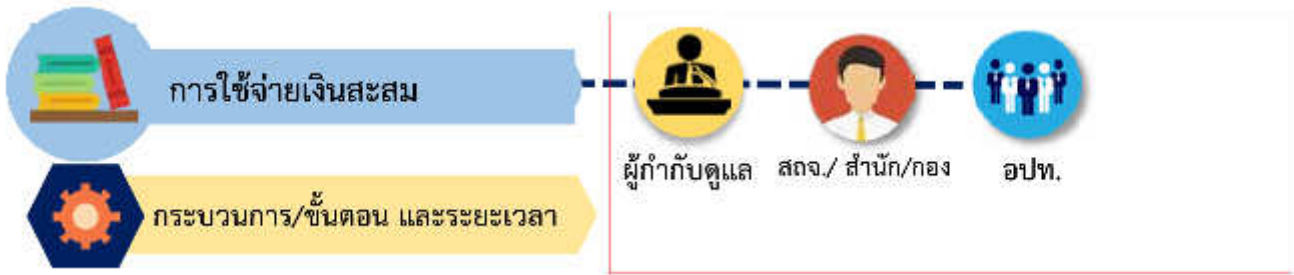 การใช้จ่ายเงินสะสม
ผู้กำกับดูแล
สถจ./ สำนัก/กอง
อปท.
กระบวนการ/ขั้นตอน และระยะเวลา